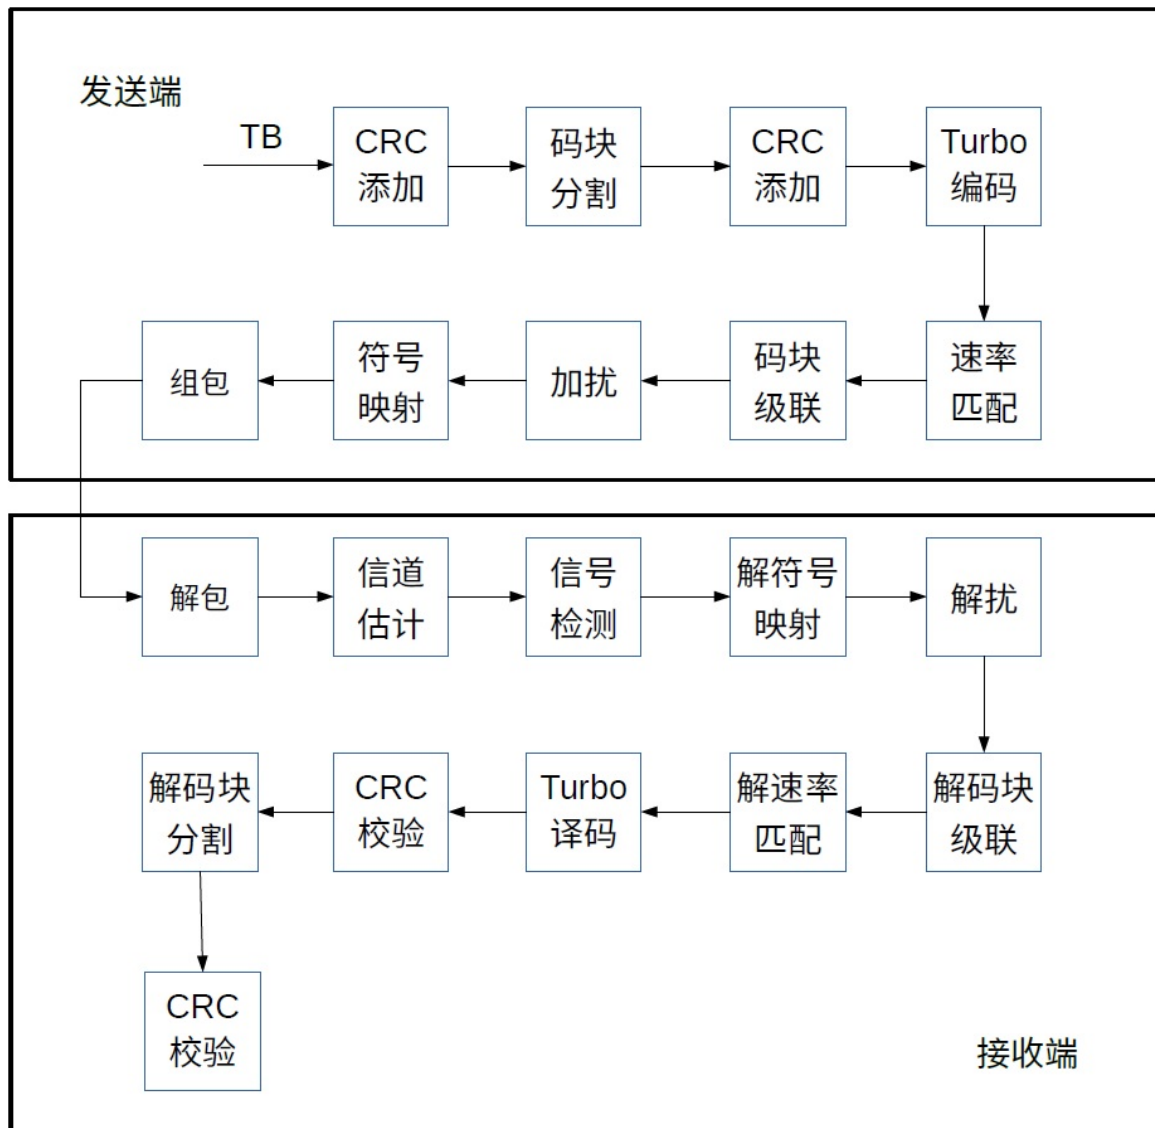 发送端
TB
CRC
添加
码块
分割
CRC
添加
Turbo
编码
组包
符号
映射
加扰
码块
级联
速率
匹配
解包
信道
估计
信号
检测
解符号
映射
解扰
解码块
分割
CRC
校验
Turbo
译码
解速率
匹配
解码块
级联
CRC
校验
接收端